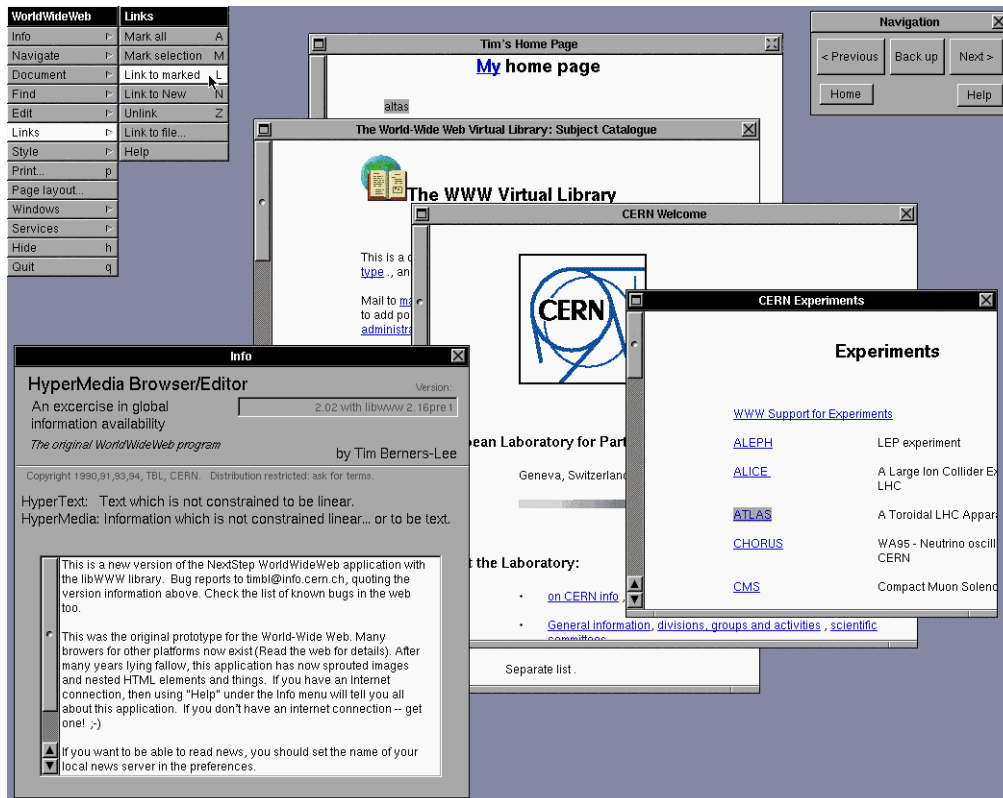 WorldWideWeb
Info
Navigate
Document
Find
Edit
Links
Style
Print... p
Page layout...
Windows
Services
Hide h
Quit q
Links
Mark all A
Mark selection M
Link to marked L
Link to New N
Unlink Z
Link to file...
Help
Navigation
< Previous Back up Next >
Home Help
Tim's Home Page
My home page
altas
The World-Wide Web Virtual Library: Subject Catalogue
The WWW Virtual Library
This is a
type ., an
Mail to
to add po
administra
Separate list .
CERN Welcome
CERN
pean Laboratory for Part
Geneva, Switzerland
t the Laboratory:
• on CERN info ,
• General information, divisions, groups and activities , scientific
committees
CERN Experiments
Experiments
WWW Support for Experiments
ALEPH LEP experiment
ALICE A Large Ion Collider Ex
LHC
ATLAS A Toroidal LHC Appara
CHORUS WA95 - Neutrino oscill
CERN
CMS Compact Muon Solenc
Info
HyperMedia Browser/Editor
Version:
An excercise in global
information availability
2.02 with libwww 2.16pre1
The original WorldWideWeb program
by Tim Berners-Lee
Copyright 1990,91,93,94, TBL, CERN. Distribution restricted: ask for terms.
HyperText: Text which is not constrained to be linear.
HyperMedia: Information which is not constrained linear... or to be text.
This is a new version of the NextStep WorldWideWeb application with
the libWWW library. Bug reports to timbl@info.cern.ch, quoting the
version information above. Check the list of known bugs in the web
too.
This was the original prototype for the World-Wide Web. Many
browers for other platforms now exist (Read the web for details). After
many years lying fallow, this application has now sprouted images
and nested HTML elements and things. If you have an Internet
connection, then using "Help" under the Info menu will tell you all
about this application. If you don't have an internet connection -- get
one! ;-)
If you want to be able to read news, you should set the name of your
local news server in the preferences.